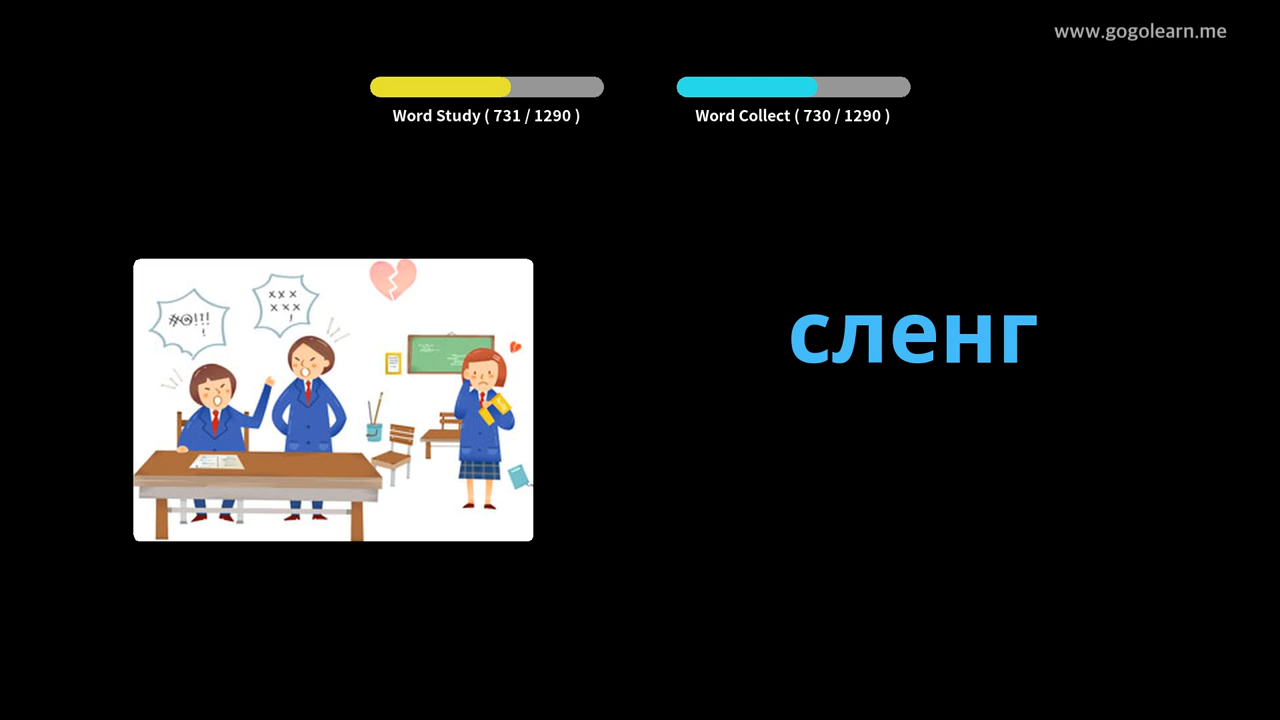 www.gogolearn.me
Word Study ( 731 / 1290 )
Word Collect ( 730 / 1290 )
#@!!!
!
x x x
x x x
!
сленг